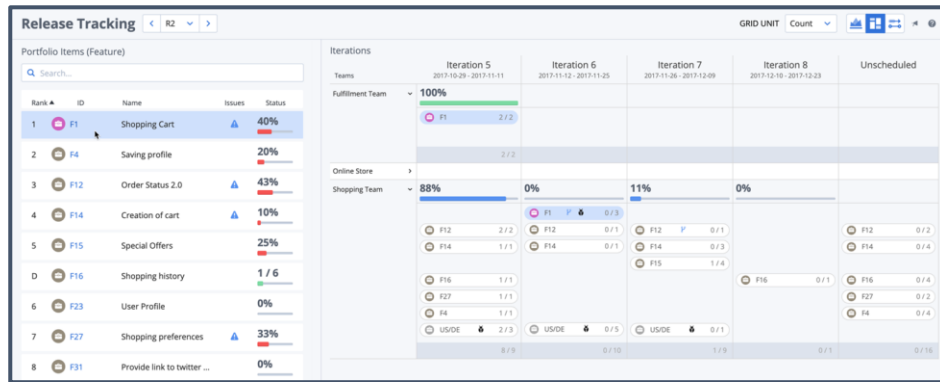 Release Tracking R2 GRID UNIT Count
Portfolio Items (Feature)
Search...
Rank ID Name Issues Status
1 F1 Shopping Cart 40%
2 F4 Saving profile 20%
3 F12 Order Status 2.0 43%
4 F14 Creation of cart 10%
5 F15 Special Offers 25%
D F16 Shopping history 1 / 6
6 F23 User Profile 0%
7 F27 Shopping preferences 33%
8 F31 Provide link to twitter ... 0%
Iterations
Iteration 5 Iteration 6 Iteration 7 Iteration 8 Unscheduled
Teams 2017-10-29 - 2017-11-11 2017-11-12 - 2017-11-25 2017-11-26 - 2017-12-09 2017-12-10 - 2017-12-23
Fulfillment Team 100%
F1 2 / 2
2 / 2
Online Store
Shopping Team 88% 0% 11% 0%
F1 0 / 3
F12 2 / 2 F12 0 / 1 F12 0 / 1 F12 0 / 2
F14 1 / 1 F14 0 / 1 F14 0 / 3 F14 0 / 4
F15 1 / 4
F16 1 / 1 F16 0 / 1 F16 0 / 4
F27 1 / 1 F27 0 / 2
F4 1 / 1 F4 0 / 4
US/DE 2 / 3 US/DE 0 / 5 US/DE 0 / 1
8 / 9 0 / 10 1 / 9 0 / 1 0 / 16